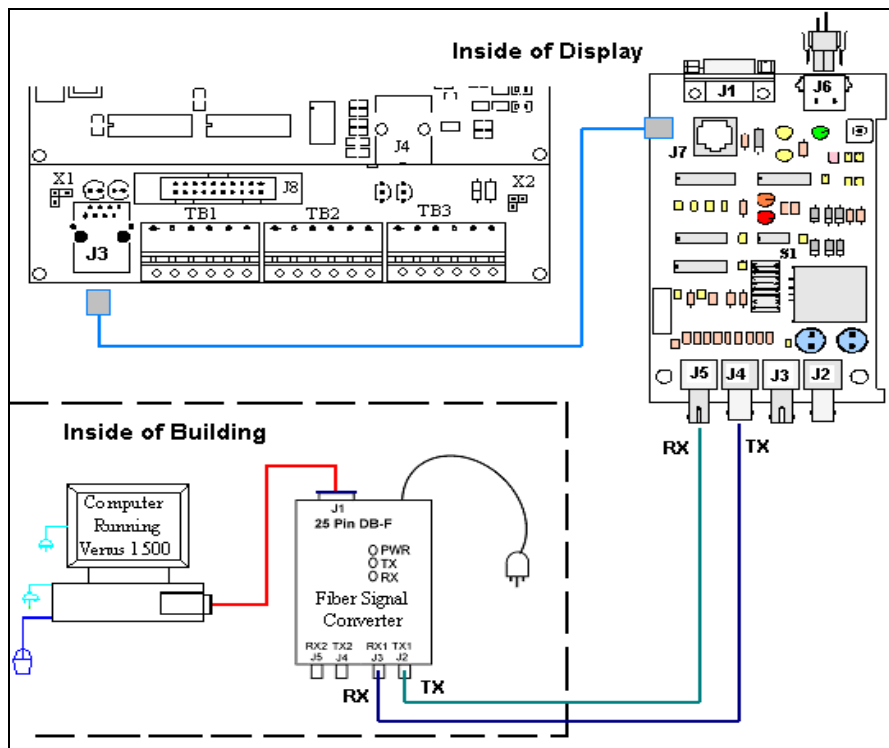 Inside of Display
J1
J6
J4
J7
X1
J8
X2
TB1 TB2 TB3
J3
S1
J5 J4 J3 J2
RX TX
Inside of Building
Computer
Running
Venus 1500
J1
25 Pin DB-F
PWR
TX
RX
Fiber Signal
Converter
RX2 TX2 RX1 TX1
J5 J4 J3 J2
RX TX